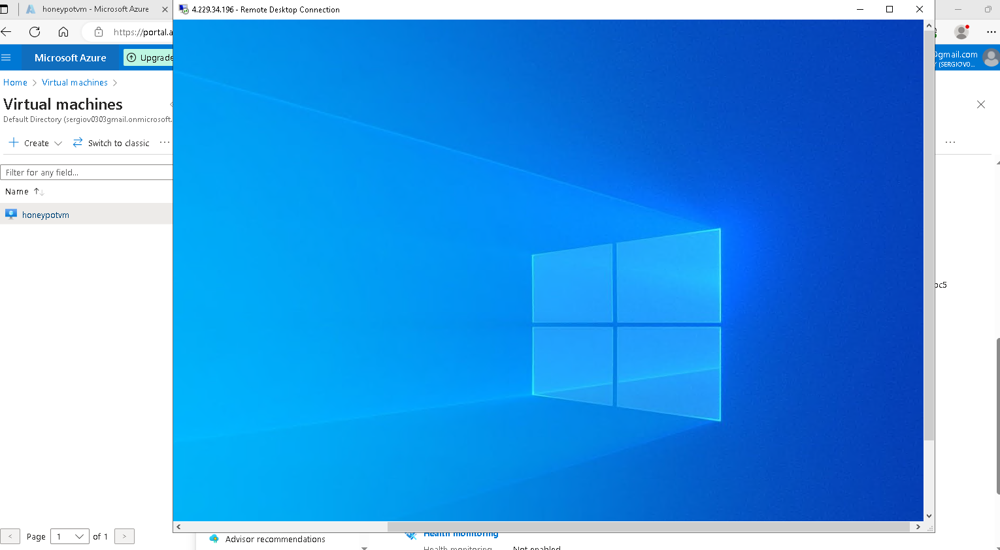 honeypotvm - Microsoft Azure
4.229.34.196 - Remote Desktop Connection
https://portal.a
Microsoft Azure
Upgrade
@gmail.com
(SERGIOV0...
Home
Virtual machines
Virtual machines
Default Directory (sergiov0303gmail.onmicrosoft.
Create
Switch to classic
...
...
Filter for any field...
Name
honeypotvm
pc5
Page
1
of 1
Advisor recommendations
Health monitoring
Health monitoring
Not enabled